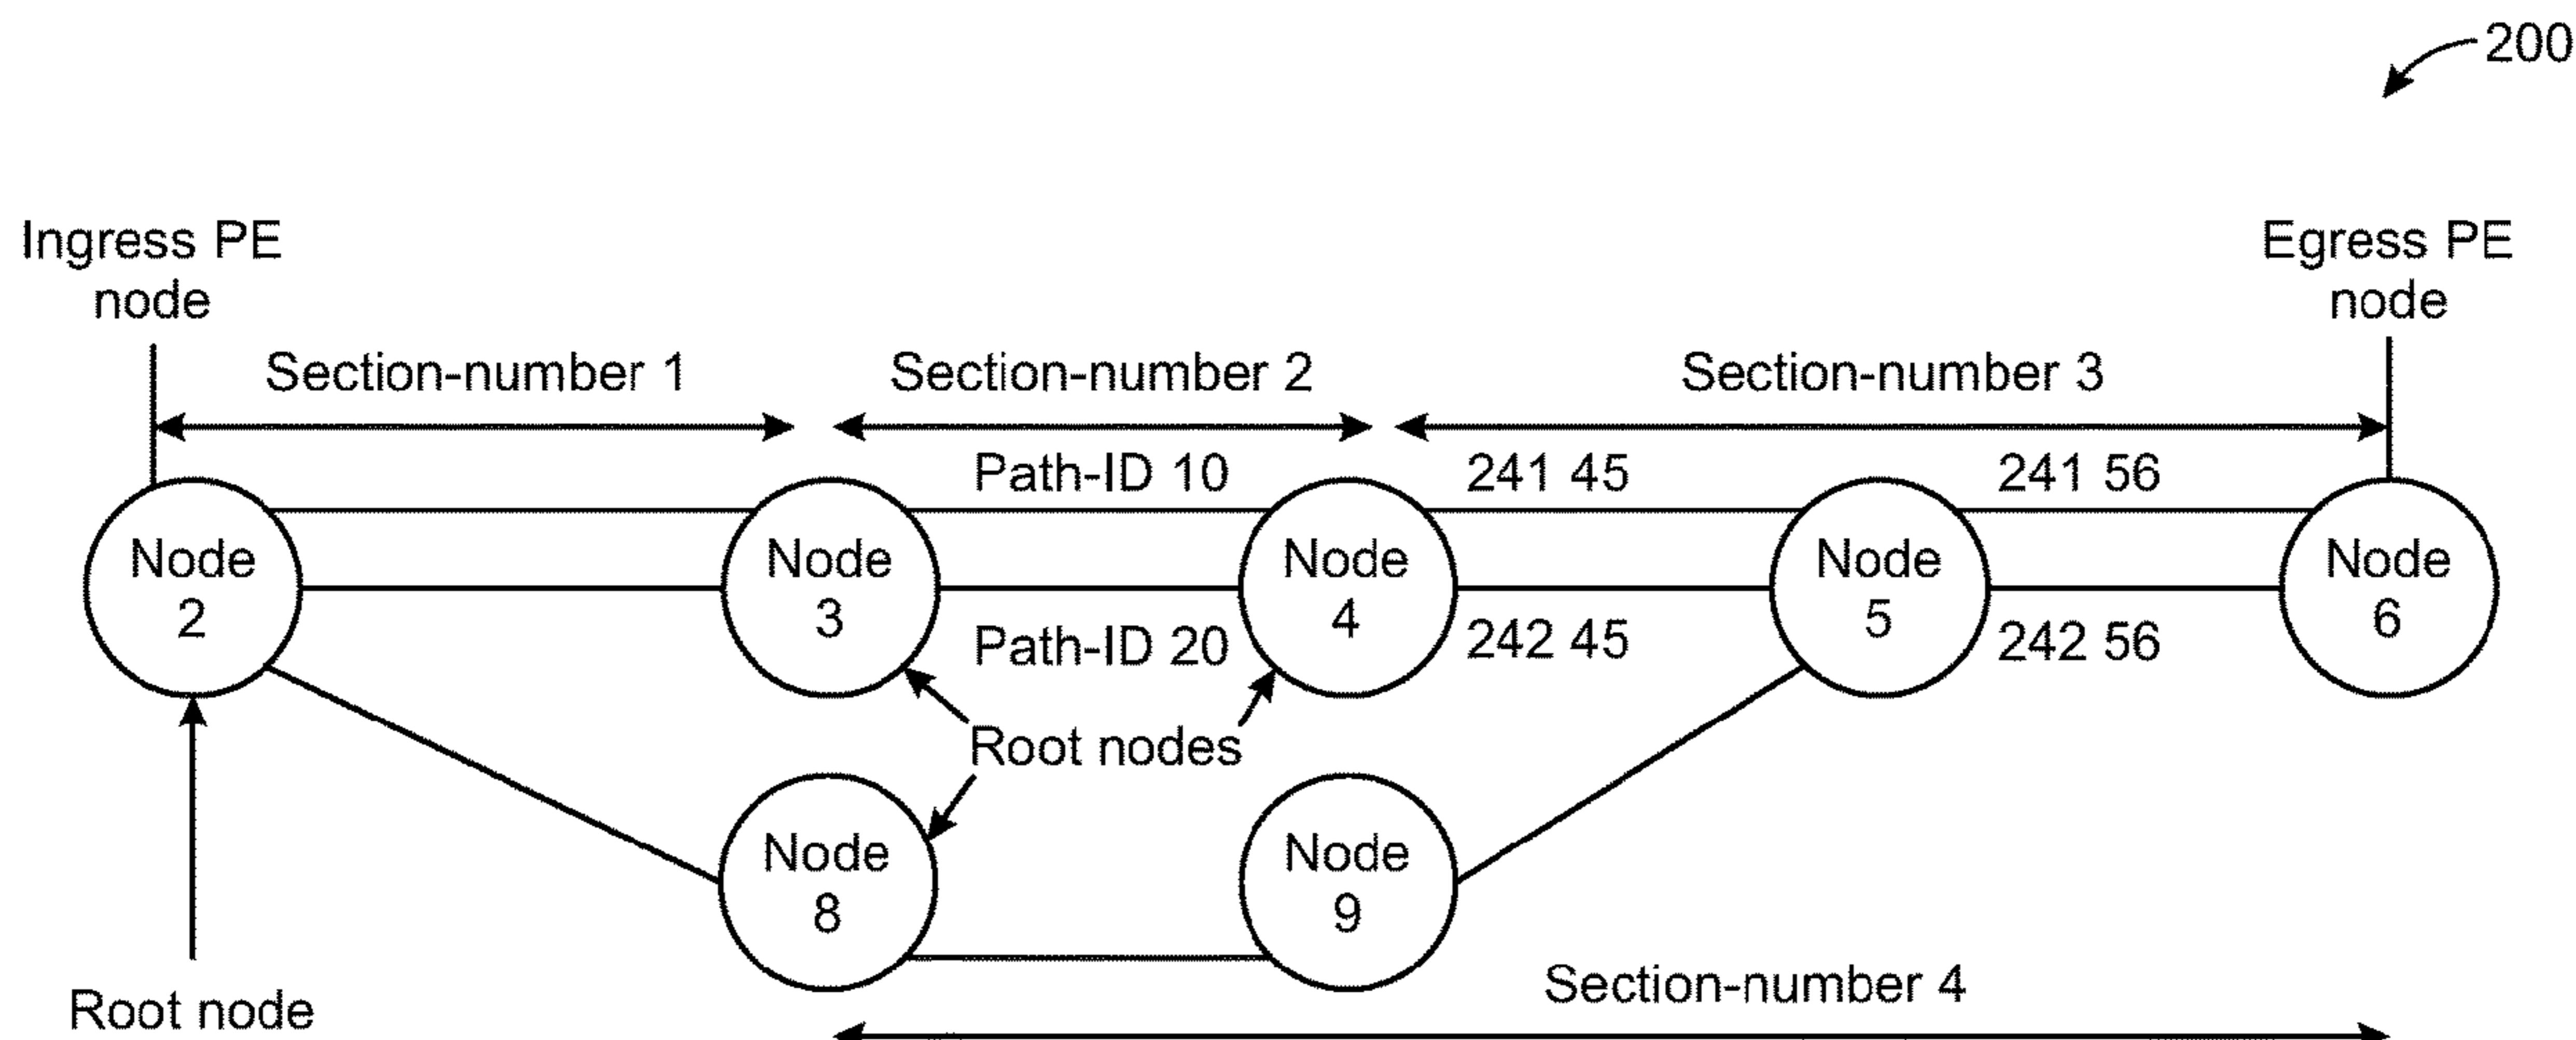 200
Ingress PE
node
Egress PE
node
Section-number 1
Section-number 2
Section-number 3
Path-ID 10
241 45
241 56
Node
2
Node
3
Node
4
Node
5
Node
6
Path-ID 20
242 45
242 56
Root nodes
Node
8
Node
9
Section-number 4
Root node